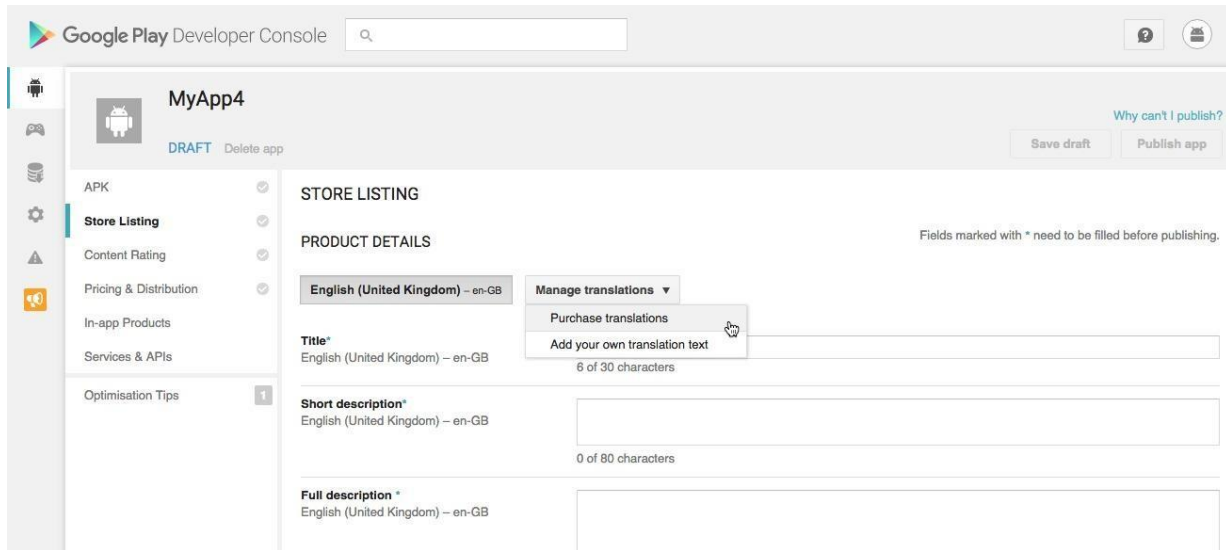 Google Play Developer Console
MyApp4
DRAFT Delete app
Why can't I publish?
Save draft Publish app
APK
Store Listing
Content Rating
Pricing & Distribution
In-app Products
Services & APIs
Optimisation Tips 1
STORE LISTING
PRODUCT DETAILS
Fields marked with * need to be filled before publishing.
English (United Kingdom) – en-GB Manage translations
Purchase translations
Add your own translation text
Title*
English (United Kingdom) – en-GB
6 of 30 characters
Short description*
English (United Kingdom) – en-GB
0 of 80 characters
Full description *
English (United Kingdom) – en-GB